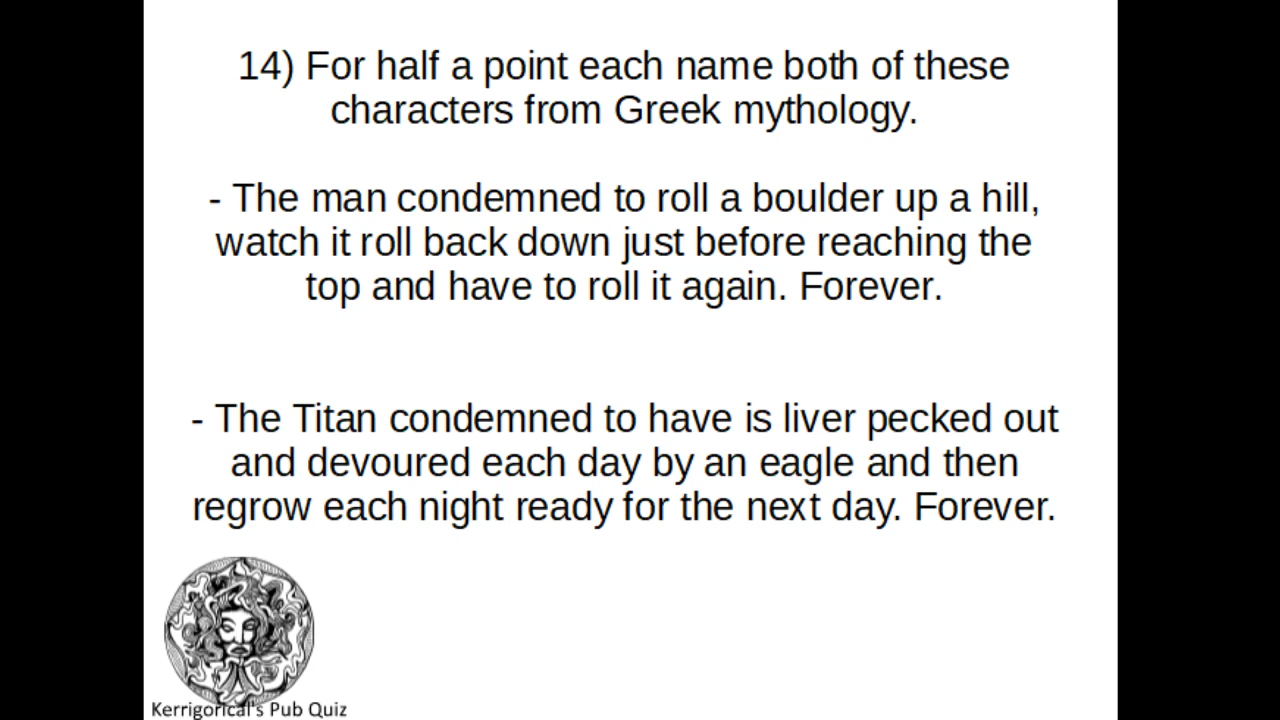 14) For half a point each name both of these
characters from Greek mythology.
- The man condemned to roll a boulder up a hill,
watch it roll back down just before reaching the
top and have to roll it again. Forever.
- The Titan condemned to have is liver pecked out
and devoured each day by an eagle and then
regrow each night ready for the next day. Forever.
Kerrigorical's Pub Quiz